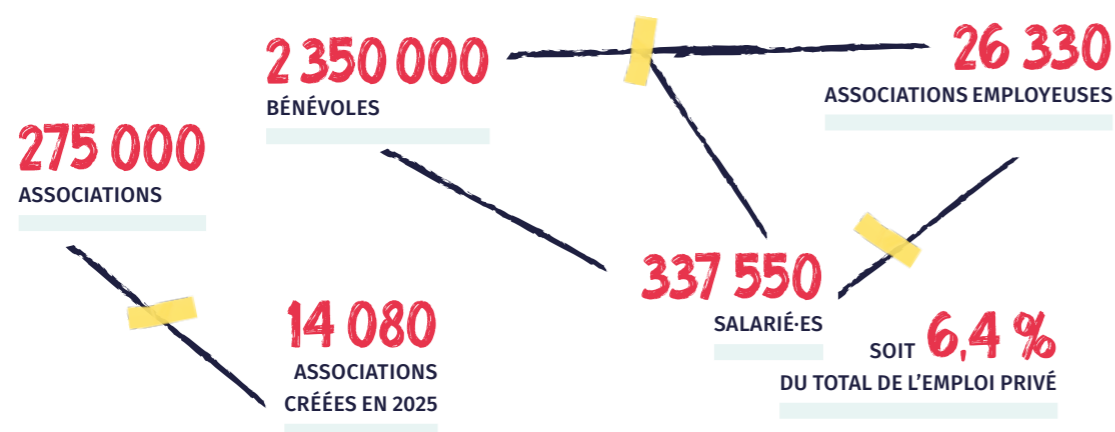 275 000
ASSOCIATIONS
2 350 000
BÉNÉVOLES
26 330
ASSOCIATIONS EMPLOYEUSES
14 080
ASSOCIATIONS
CRÉÉES EN 2025
337 550
SALARIÉ·ES
SOIT 6,4 %
DU TOTAL DE L’EMPLOI PRIVÉ